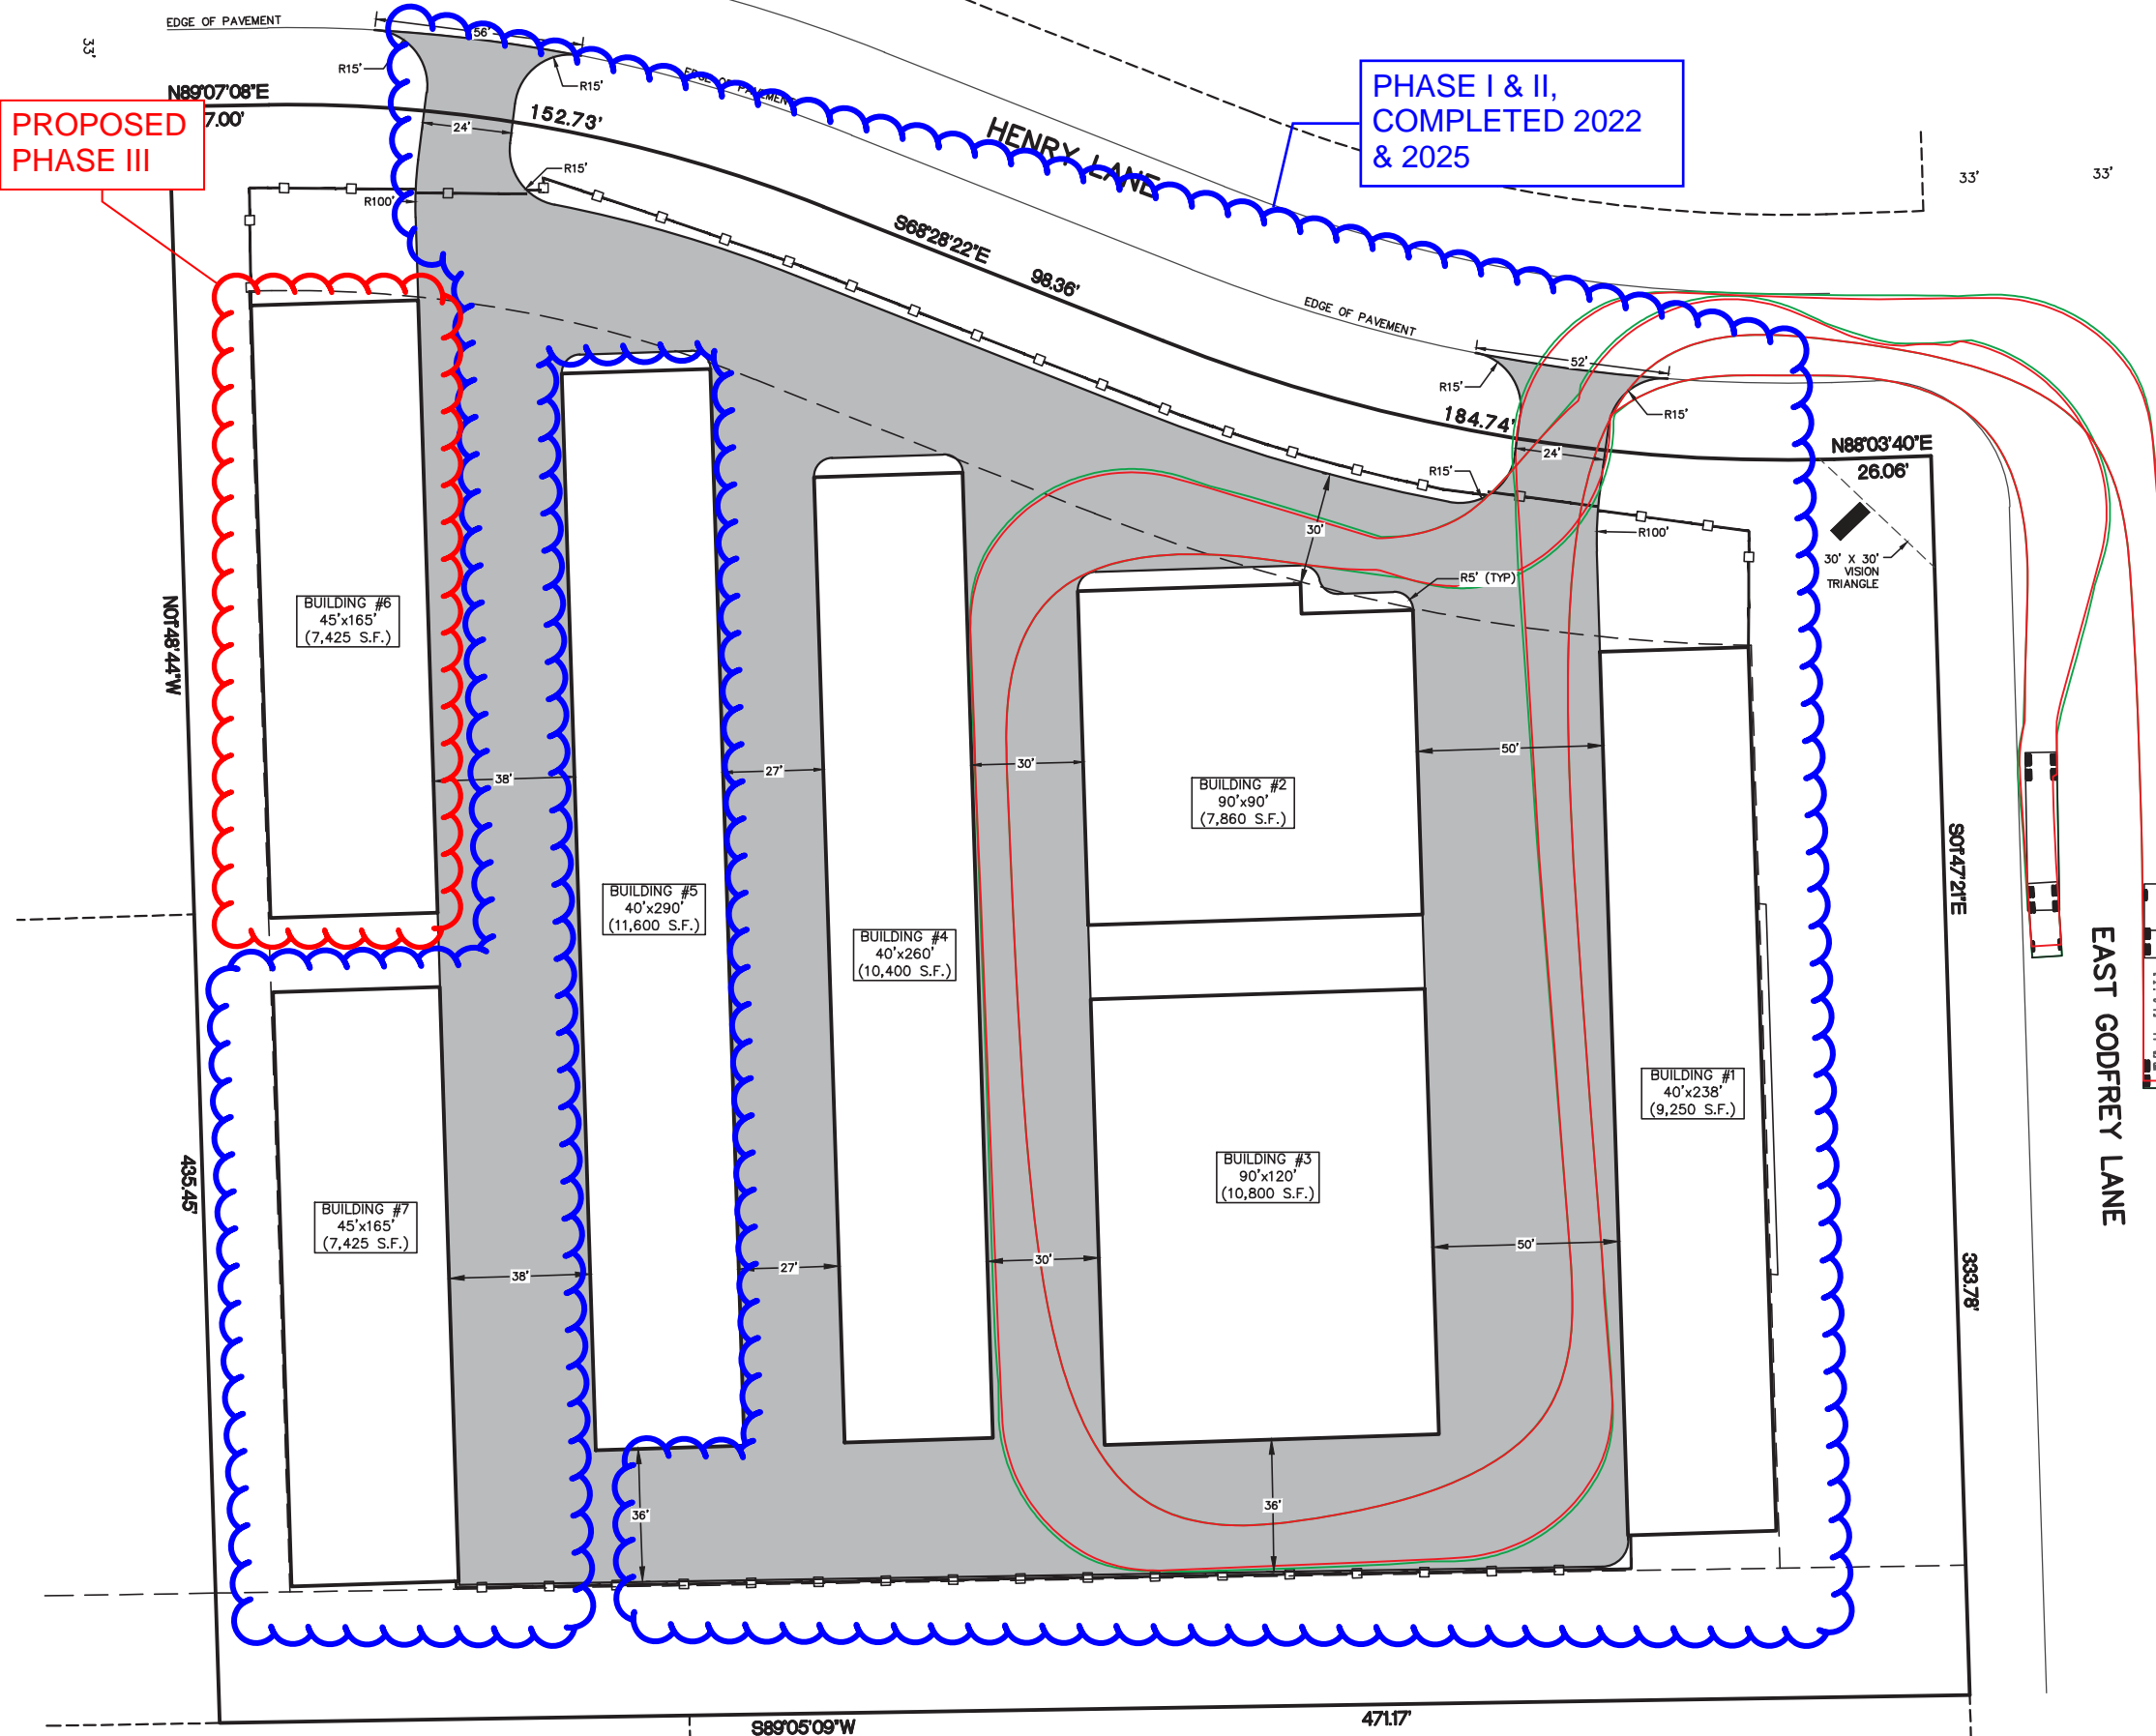 EDGE OF PAVEMENT
33'
56'
R15'
R15'
N89°07'08"E
7.00'
PROPOSED
PHASE III
24'
152.73'
R15'
R100'
EDGE OF PAVEMENT
HENRY LANE
PHASE I & II,
COMPLETED 2022
& 2025
33'
33'
S68°28'22"E
98.36'
EDGE OF PAVEMENT
52'
R15'
R15'
184.74'
24'
R15'
N88°03'40"E
26.06'
R100'
30'
30' X 30'
VISION
TRIANGLE
R5' (TYP)
N01°48'44"W
BUILDING #6
45'x165'
(7,425 S.F.)
38'
27'
30'
50'
BUILDING #2
90'x90'
(7,860 S.F.)
BUILDING #5
40'x290'
(11,600 S.F.)
BUILDING #4
40'x260'
(10,400 S.F.)
S01°47'21"E
EAST GODFREY LANE
BUILDING #1
40'x238'
(9,250 S.F.)
BUILDING #3
90'x120'
(10,800 S.F.)
435.45'
BUILDING #7
45'x165'
(7,425 S.F.)
38'
27'
30'
50'
333.78'
36'
36'
S89°05'09"W
471.17'